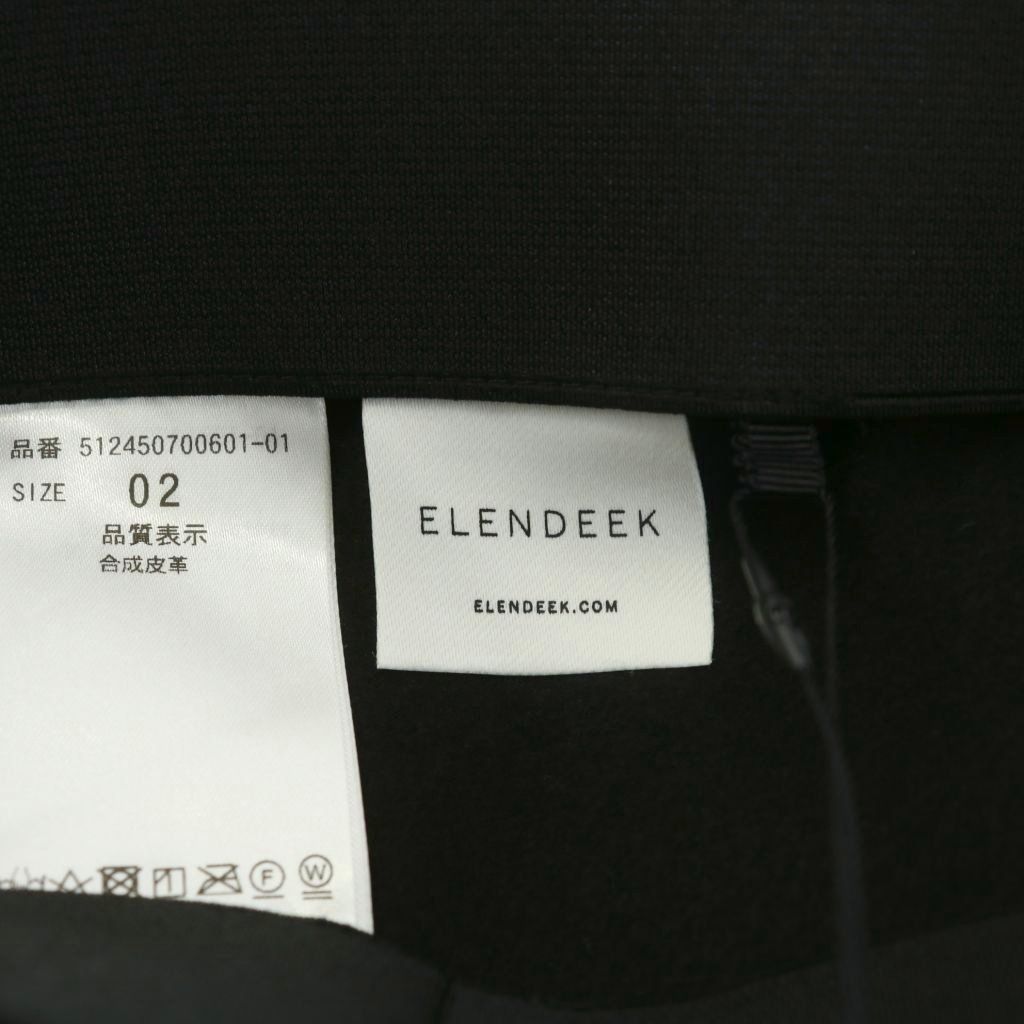 品番 512450700601-01
SIZE 02
品質表示
合成皮革
F W
ELENDEEK
ELENDEEK.COM